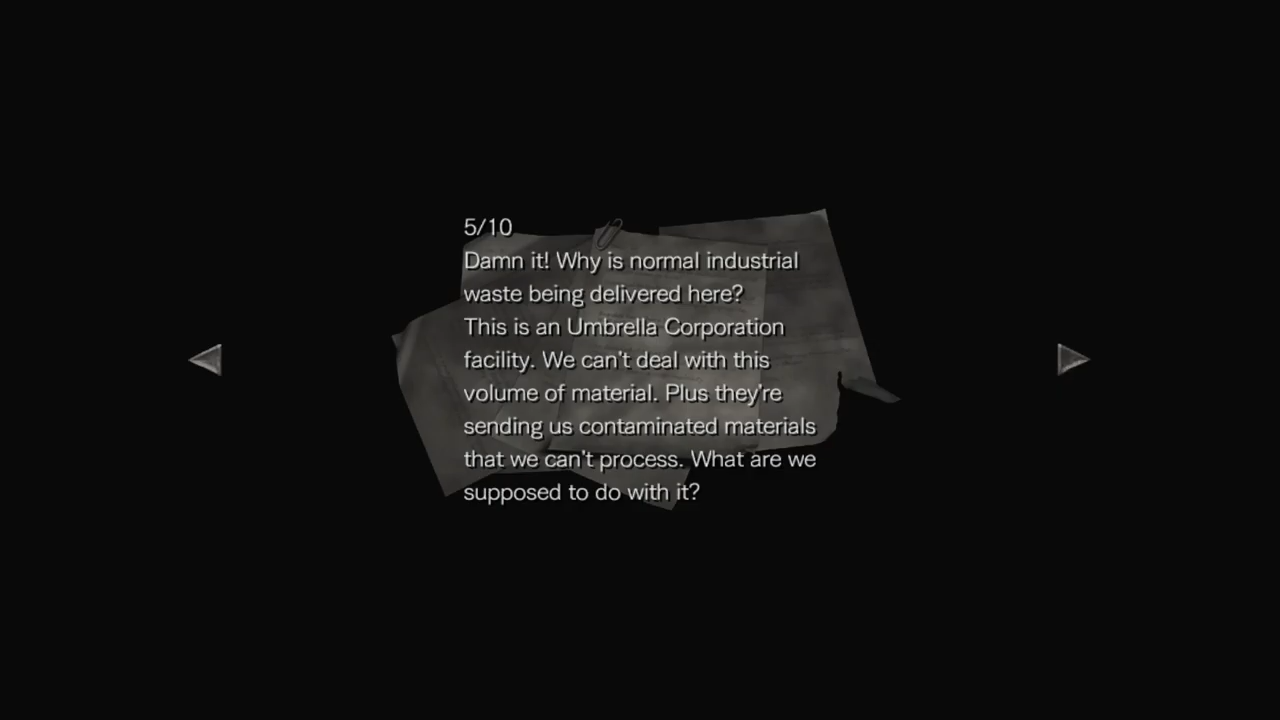 5/10
Damn it! Why is normal industrial
waste being delivered here?
This is an Umbrella Corporation
facility. We can't deal with this
volume of material. Plus they're
sending us contaminated materials
that we can't process. What are we
supposed to do with it?